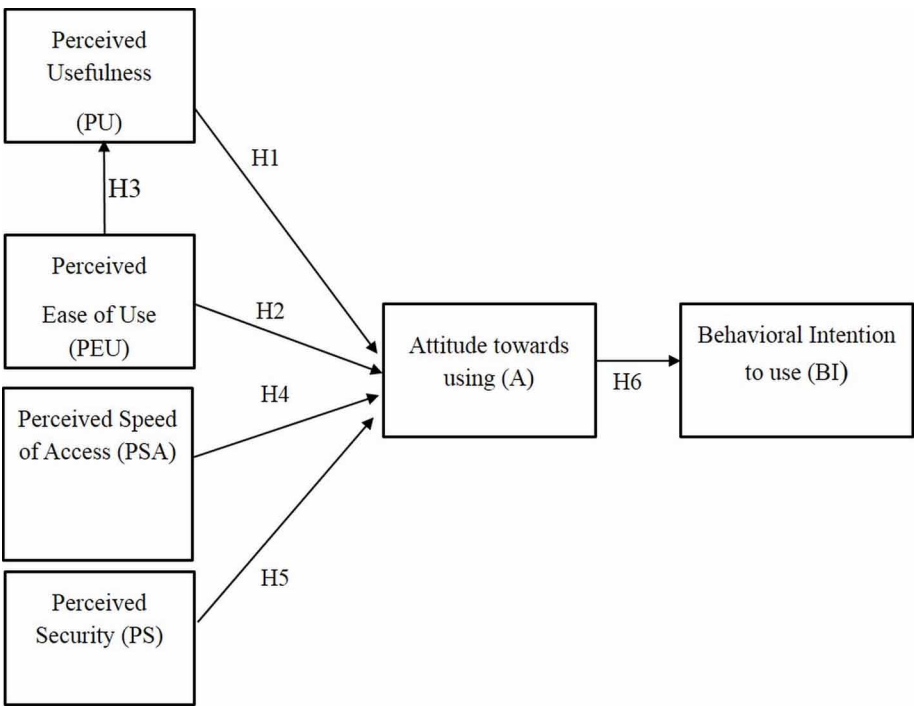 Perceived
Usefulness
(PU)
H1
H3
Perceived
Ease of Use
(PEU)
H2
Attitude towards
using (A)
Behavioral Intention
to use (BI)
H6
Perceived Speed
of Access (PSA)
H4
H5
Perceived
Security (PS)